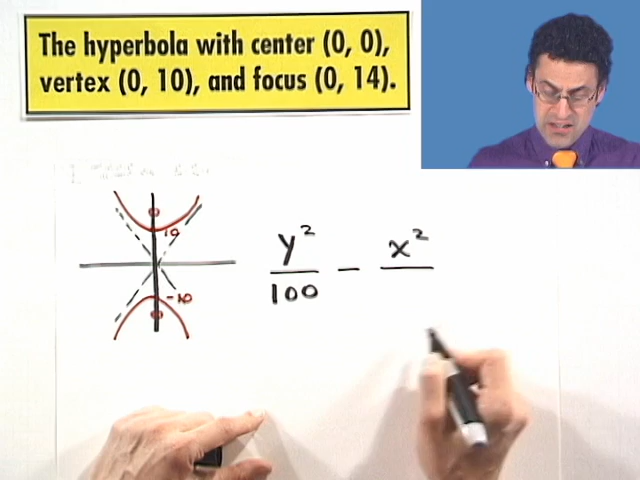 The hyperbola with center (0, 0),
vertex (0, 10), and focus (0, 14).
10
-10
y² x²
— −  —
100